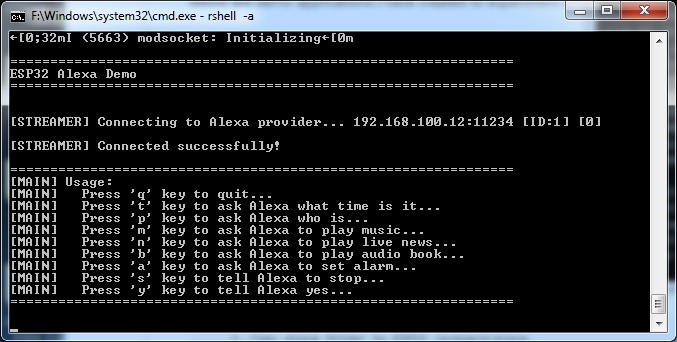 F:\Windows\system32\cmd.exe - rshell -a
←[0;32mI (5663) modsocket: Initializing←[0m
================================================================
ESP32 Alexa Demo
================================================================
[STREAMER] Connecting to Alexa provider... 192.168.100.12:11234 [ID:1] [0]
[STREAMER] Connected successfully!
================================================================
[MAIN] Usage:
[MAIN]   Press 'q' key to quit...
[MAIN]   Press 't' key to ask Alexa what time is it...
[MAIN]   Press 'p' key to ask Alexa who is...
[MAIN]   Press 'm' key to ask Alexa to play music...
[MAIN]   Press 'n' key to ask Alexa to play live news...
[MAIN]   Press 'b' key to ask Alexa to play audio book...
[MAIN]   Press 'a' key to ask Alexa to set alarm...
[MAIN]   Press 's' key to tell Alexa to stop...
[MAIN]   Press 'y' key to tell Alexa yes...
================================================================